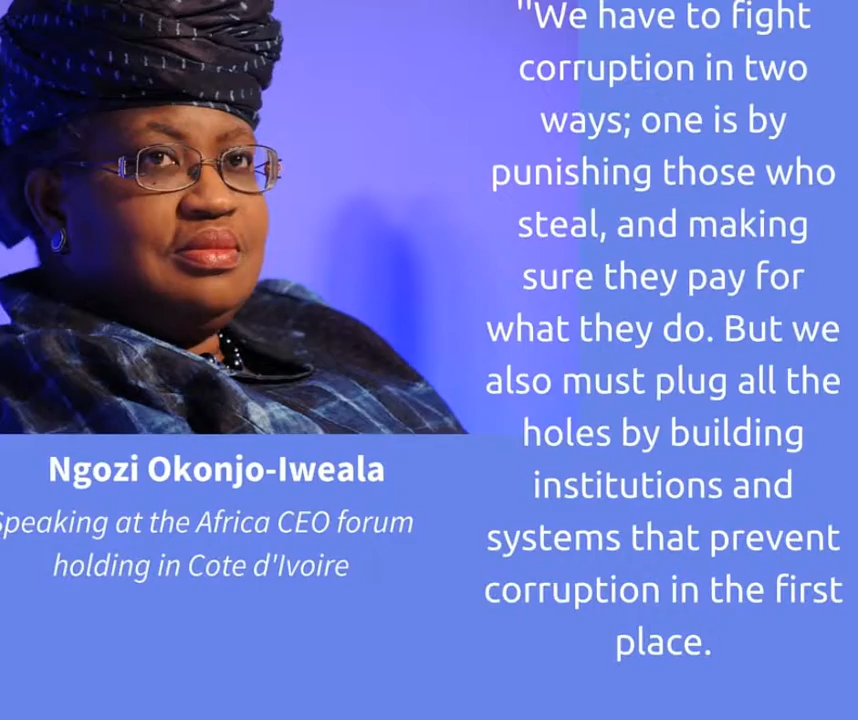 "We have to fight
corruption in two
ways; one is by
punishing those who
steal, and making
sure they pay for
what they do. But we
also must plug all the
holes by building
institutions and
systems that prevent
corruption in the first
place.
Ngozi Okonjo-Iweala
Speaking at the Africa CEO forum
holding in Cote d'Ivoire